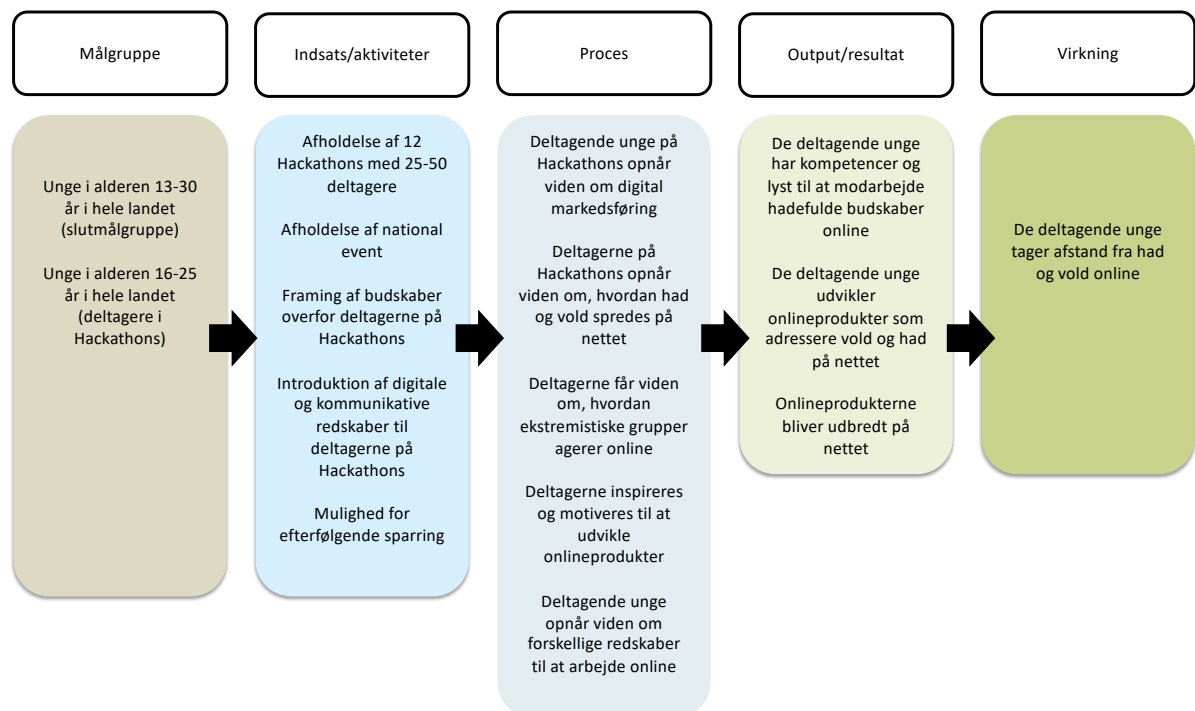 Målgruppe
Indsats/aktiviteter
Proces
Output/resultat
Virkning
Unge i alderen 13-30
år i hele landet
(slutmålgruppe)
Unge i alderen 16-25
år i hele landet
(deltagere i
Hackathons)
Afholdelse af 12
Hackathons med 25-50
deltagere
Afholdelse af national
event
Framing af budskaber
overfor deltagerne på
Hackathons
Introduktion af digitale
og kommunikative
redskaber til
deltagerne på
Hackathons
Mulighed for
efterfølgende sparring
Deltagende unge på
Hackathons opnår
viden om digital
markedsføring
Deltagerne på
Hackathons opnår
viden om, hvordan had
og vold spredes på
nettet
Deltagerne får viden
om, hvordan
ekstremistiske grupper
agerer online
Deltagerne inspireres
og motiveres til at
udvikle
onlineprodukter
Deltagende unge
opnår viden om
forskellige redskaber
til at arbejde online
De deltagende unge
har kompetencer og
lyst til at modarbejde
hadefulde budskaber
online
De deltagende unge
udvikler
onlineprodukter som
adressere vold og had
på nettet
Onlineprodukterne
bliver udbredt på
nettet
De deltagende unge
tager afstand fra had
og vold online